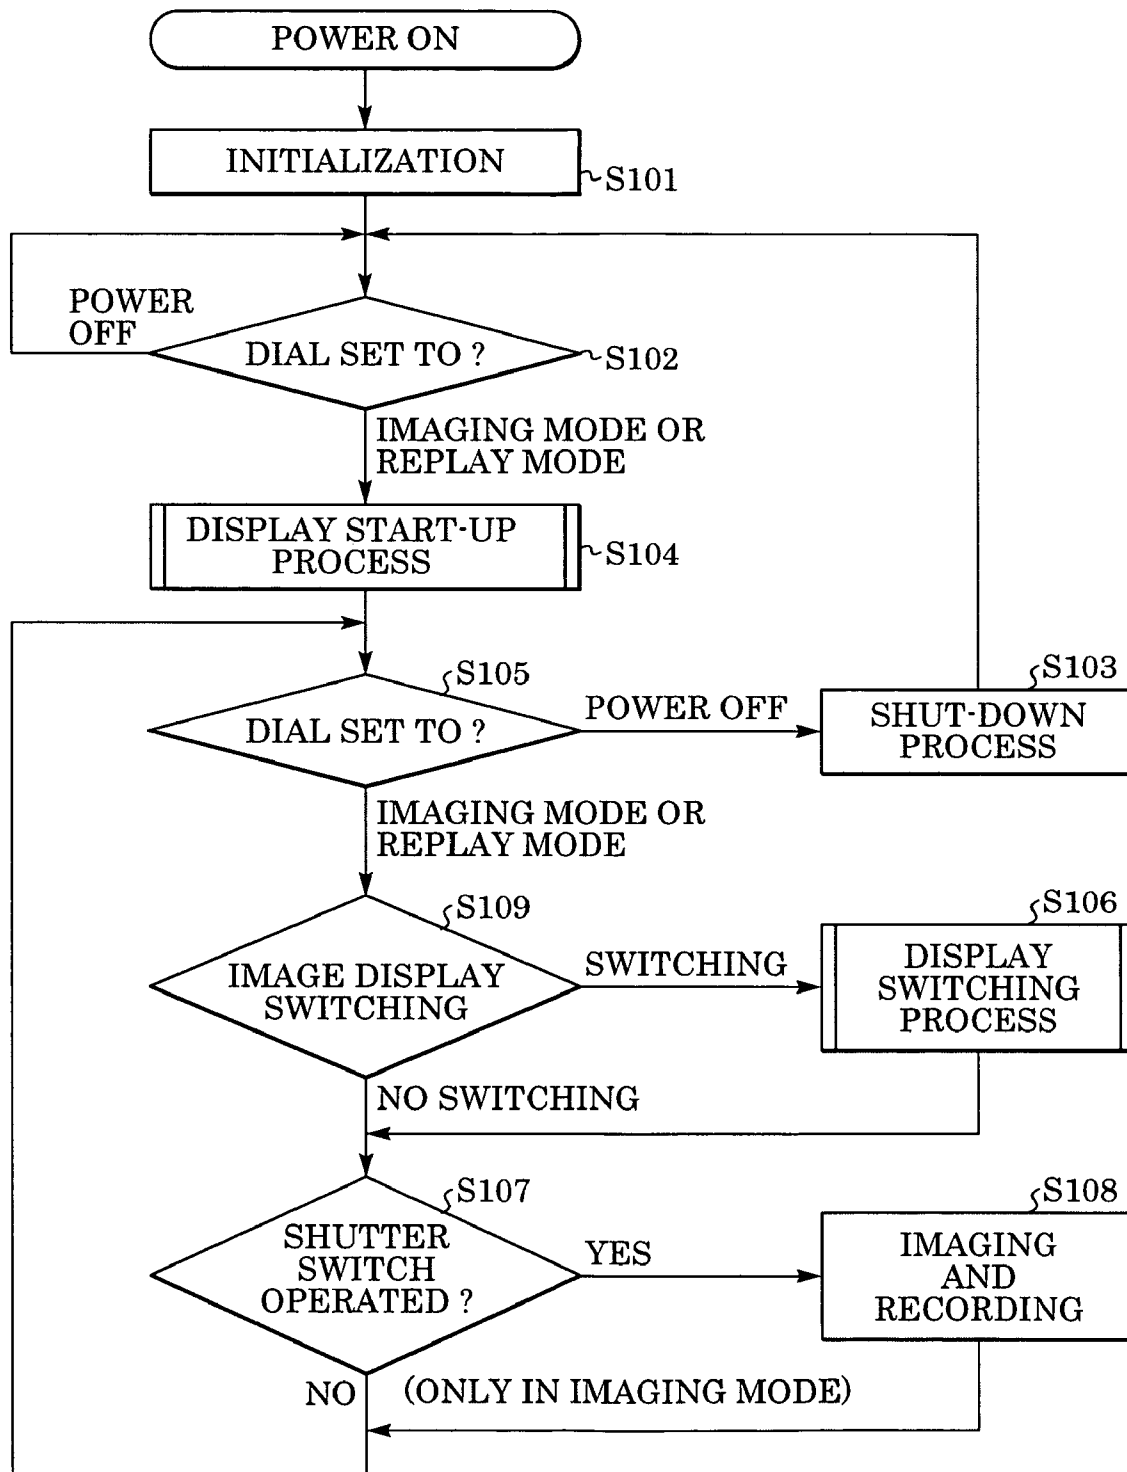 POWER ON
INITIALIZATION
S101
POWER
OFF
DIAL SET TO ?
S102
IMAGING MODE OR
REPLAY MODE
DISPLAY START-UP
PROCESS
S104
S105
DIAL SET TO ?
POWER OFF
S103
SHUT-DOWN
PROCESS
IMAGING MODE OR
REPLAY MODE
S109
IMAGE DISPLAY
SWITCHING
SWITCHING
S106
DISPLAY
SWITCHING
PROCESS
NO SWITCHING
S107
SHUTTER
SWITCH
OPERATED ?
YES
S108
IMAGING
AND
RECORDING
NO
(ONLY IN IMAGING MODE)